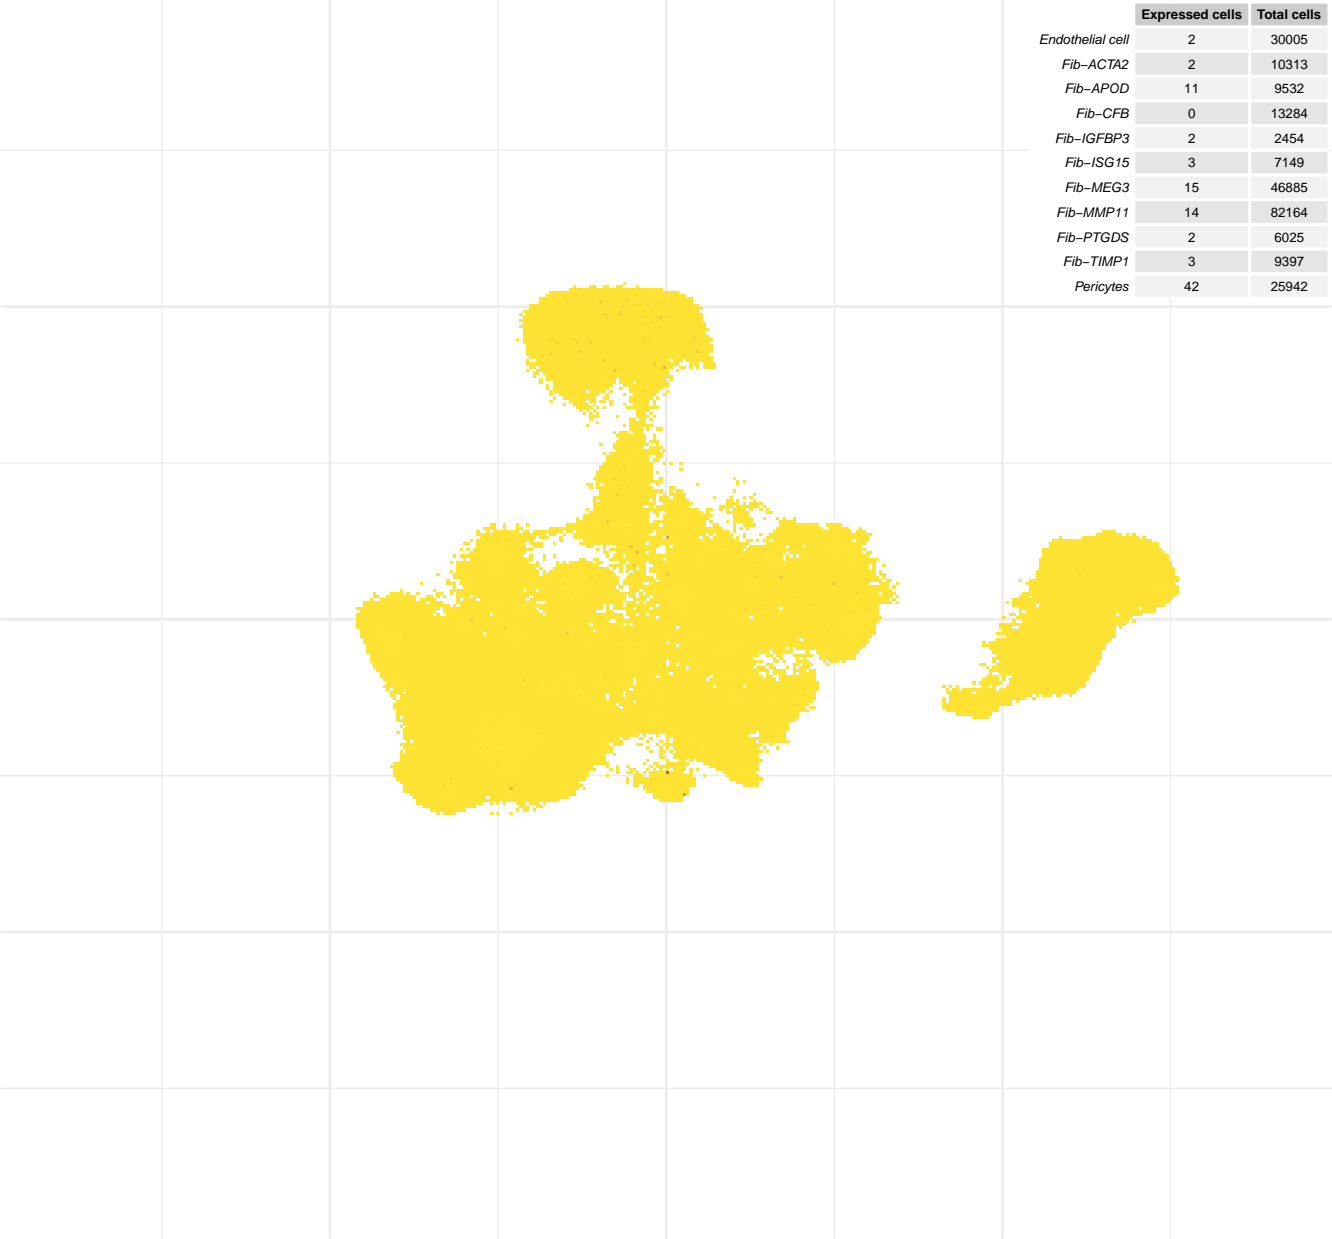 Expressed cells Total cells
Endothelial cell 2 30005
Fib−ACTA2 2 10313
Fib−APOD 11 9532
Fib−CFB 0 13284
Fib−IGFBP3 2 2454
Fib−ISG15 3 7149
Fib−MEG3 15 46885
Fib−MMP11 14 82164
Fib−PTGDS 2 6025
Fib−TIMP1 3 9397
Pericytes 42 25942